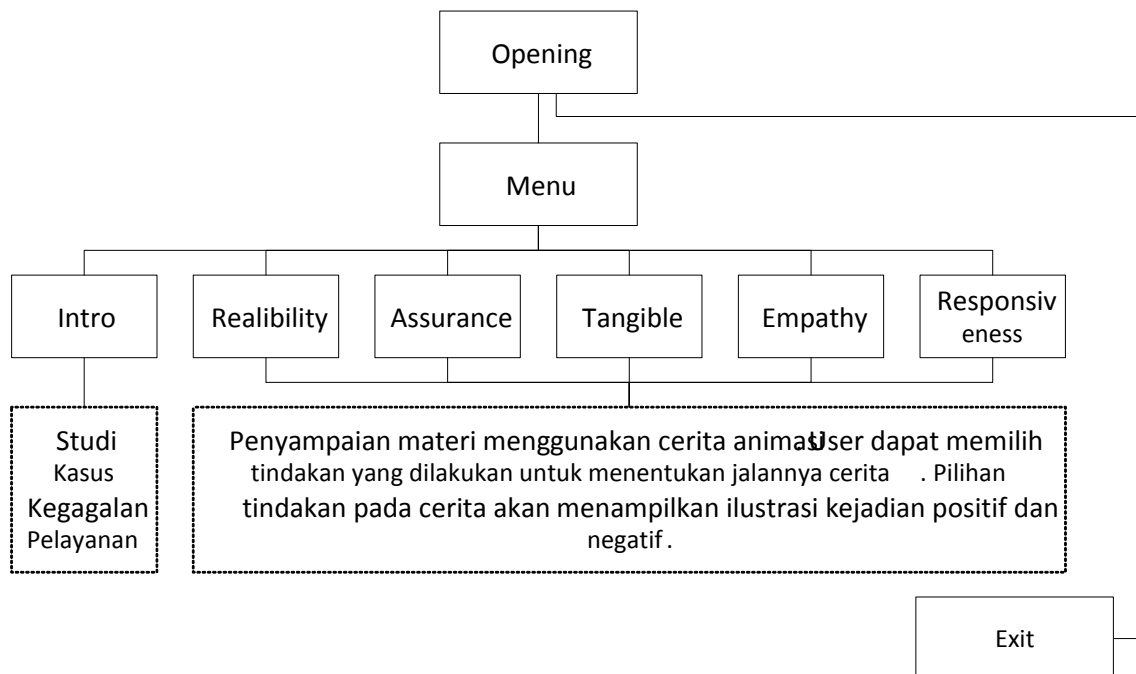 Opening
Menu
Intro
Realibility
Assurance
Tangible
Empathy
Responsiv
eness
Studi
Kasus
Kegagalan
Pelayanan
Penyampaian materi menggunakan cerita animasi. User dapat memilih
tindakan yang dilakukan untuk menentukan jalannya cerita . Pilihan
tindakan pada cerita akan menampilkan ilustrasi kejadian positif dan
negatif .
Exit